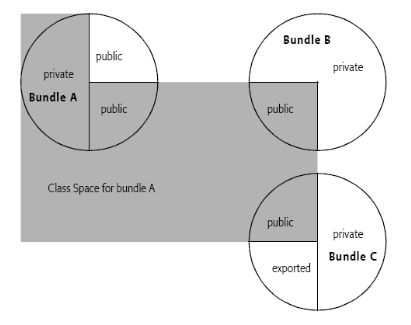 public
private
Bundle A
public
Bundle B
private
public
Class Space for bundle A
public
private
exported
Bundle C